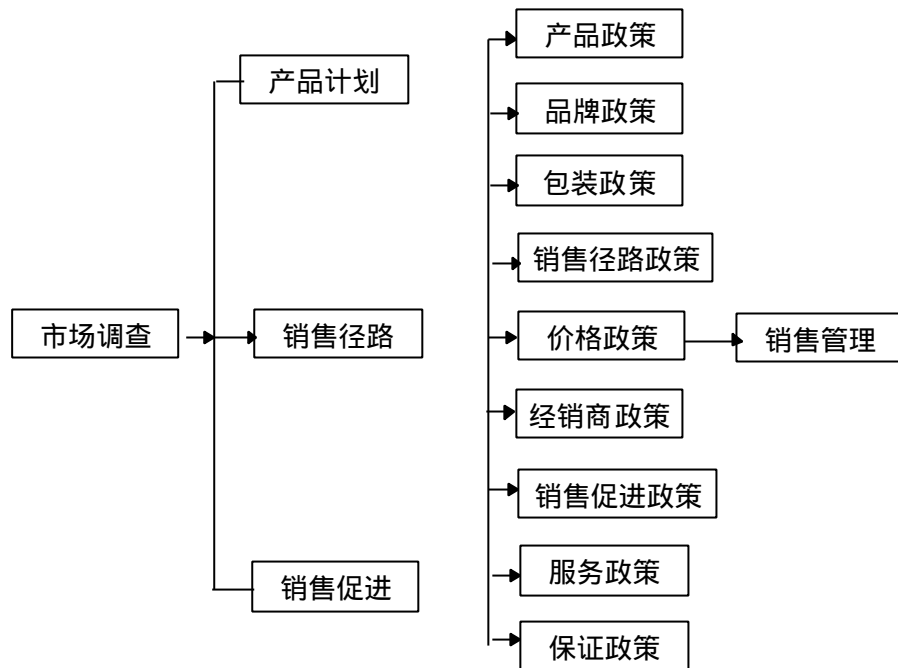 产品政策
产品计划
品牌政策
包装政策
销售径路政策
市场调查
销售径路
价格政策
销售管理
经销商政策
销售促进政策
服务政策
销售促进
保证政策